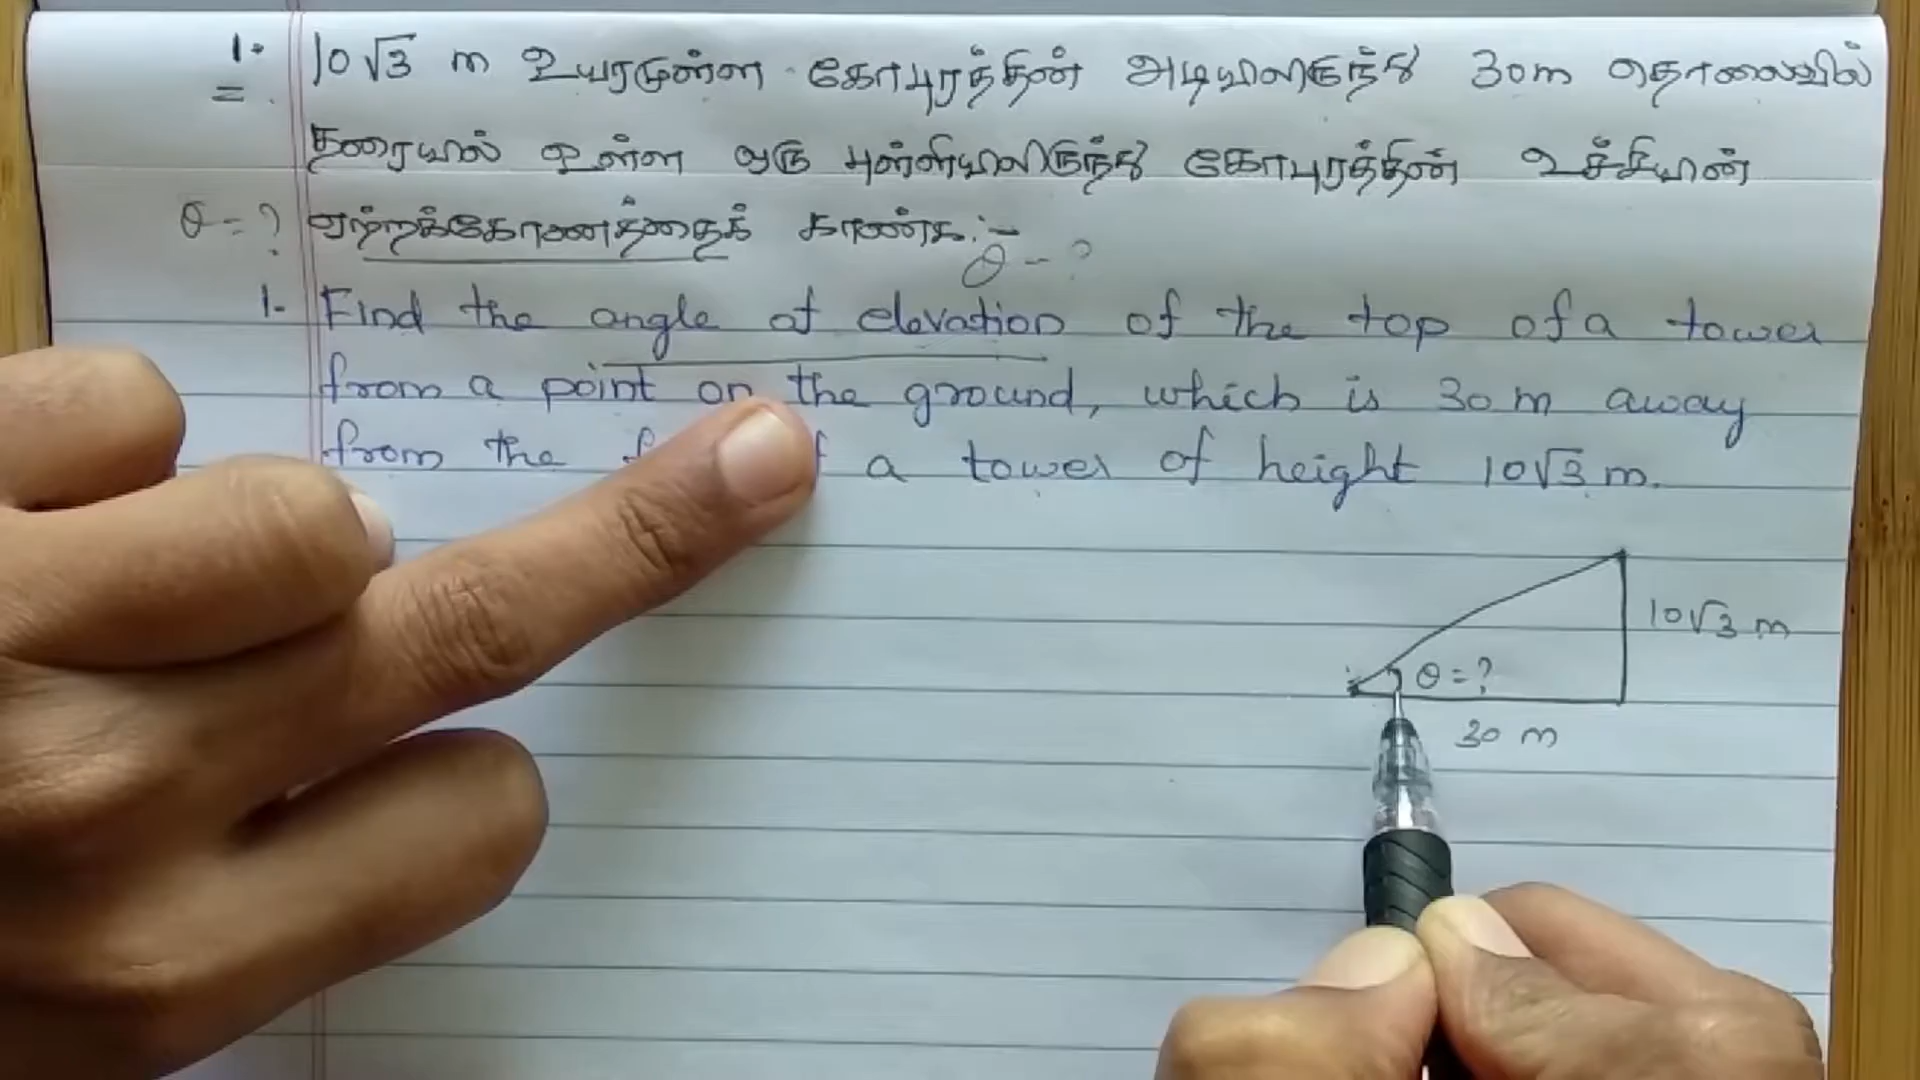 1. 10√3 m உயரமுள்ள கோபுரத்தின் அடியிலிருந்து 30m தொலைவில்
தரையில் உள்ள ஒரு புள்ளியிலிருந்து கோபுரத்தின் உச்சியின்
θ = ? ஏற்றக்கோணத்தைக் காண்க:-
θ - ?
1. Find the angle of elevation of the top of a tower
from a point on the ground, which is 30 m away
from the a tower of height 10√3 m.
10√3 m
θ = ?
30 m